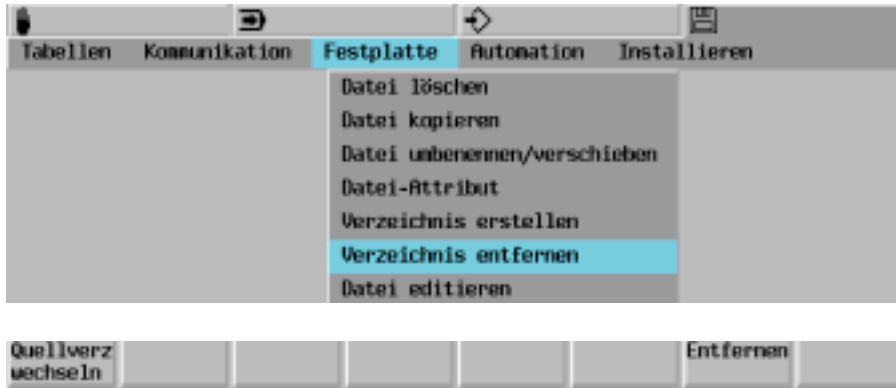 Tabellen Kommunikation Festplatte Automation Installieren
Datei löschen
Datei kopieren
Datei umbenennen/verschieben
Datei-Attribut
Verzeichnis erstellen
Verzeichnis entfernen
Datei editieren
Quellverz Entfernen
wechseln